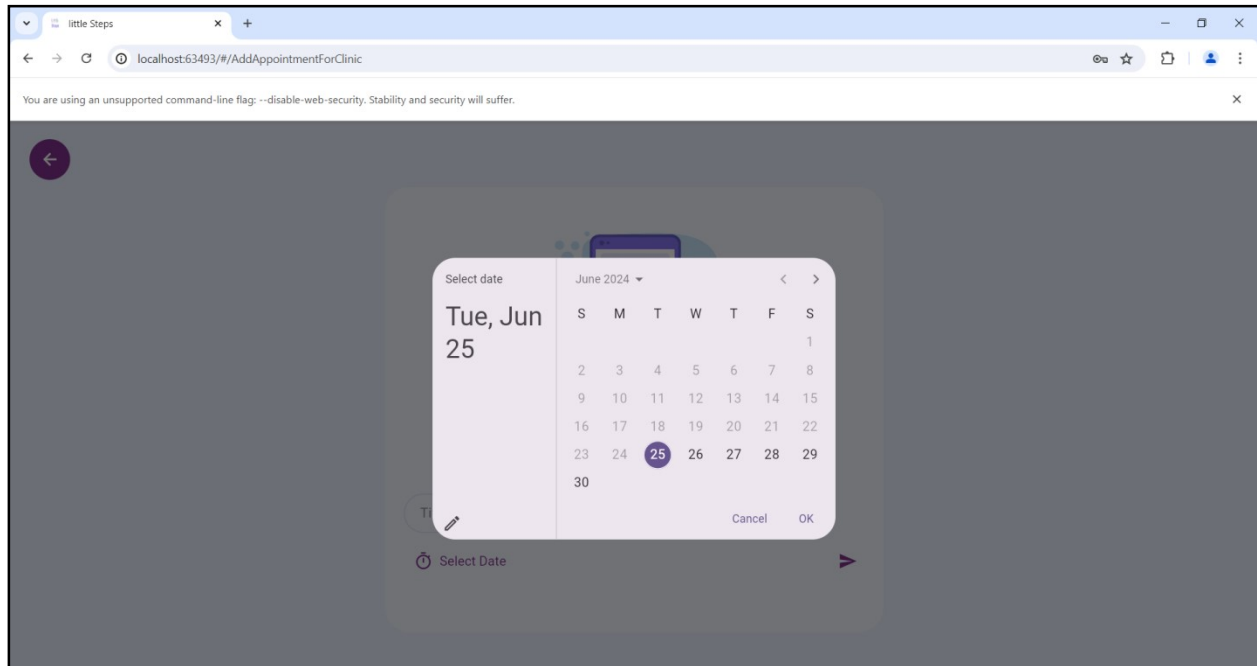 little Steps
localhost:63493/#/AddAppointmentForClinic
You are using an unsupported command-line flag: --disable-web-security. Stability and security will suffer.
Select date
Tue, Jun
25
June 2024
S M T W T F S
1
2 3 4 5 6 7 8
9 10 11 12 13 14 15
16 17 18 19 20 21 22
23 24 25 26 27 28 29
30
Cancel OK
Select Date